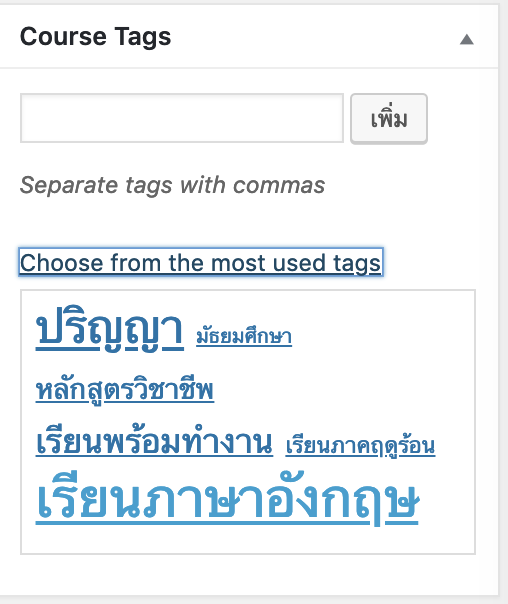 Course Tags
เพิ่ม
Separate tags with commas
Choose from the most used tags
ปริญญา มัธยมศึกษา
หลักสูตรวิชาชีพ
เรียนพร้อมทำงาน เรียนภาคฤดูร้อน
เรียนภาษาอังกฤษ